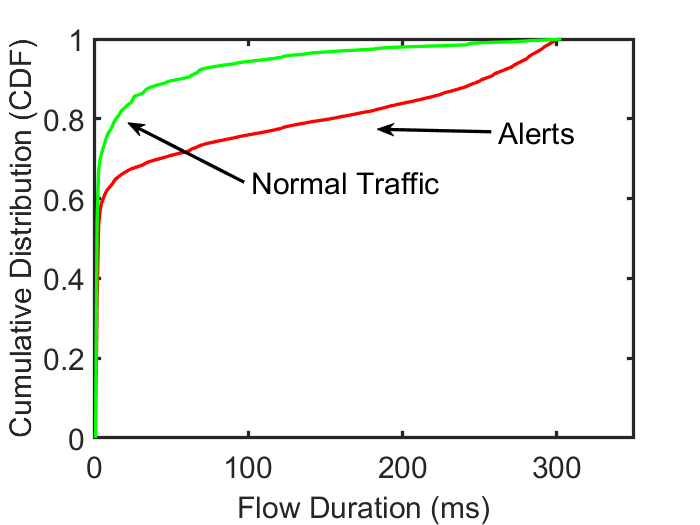 1
0.8
0.6
0.4
0.2
0
0 100 200 300
Cumulative Distribution (CDF)
Flow Duration (ms)
Alerts
Normal Traffic